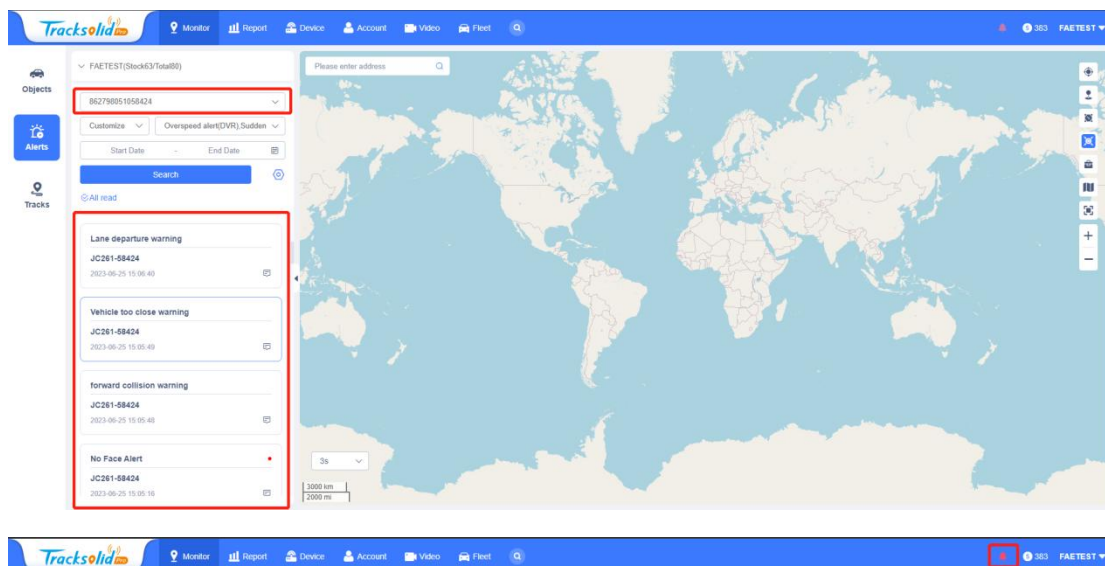 Tracksolid Pro Monitor Report Device Account Video Fleet 383 FAETEST
Objects
Alerts
Tracks
FAETEST(Stock63/Total80)
862798051058424
Customize Overspeed alert(DVR),Sudden
Start Date - End Date
Search
All read
Lane departure warning
JC261-58424
2023-06-25 15:06:40
Vehicle too close warning
JC261-58424
2023-06-25 15:05:49
forward collision warning
JC261-58424
2023-06-25 15:05:46
No Face Alert
JC261-58424
2023-06-25 15:05:16
Please enter address
3s
3000 km
2000 mi
Tracksolid Pro Monitor Report Device Account Video Fleet 383 FAETEST